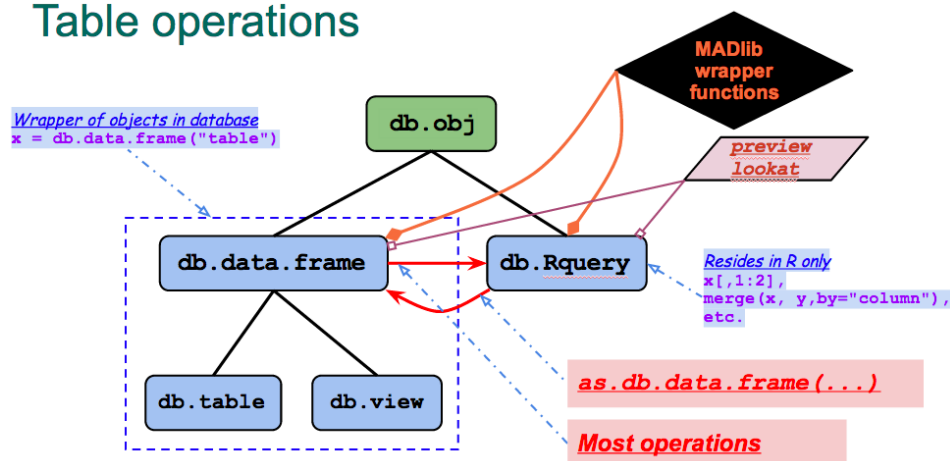 Table operations
MADlib
wrapper
functions
Wrapper of objects in database
x = db.data.frame("table")
db.obj
preview
lookat
db.data.frame
db.Rquery
Resides in R only
x[,1:2],
merge(x, y,by="column"),
etc.
as.db.data.frame(...)
db.table
db.view
Most operations